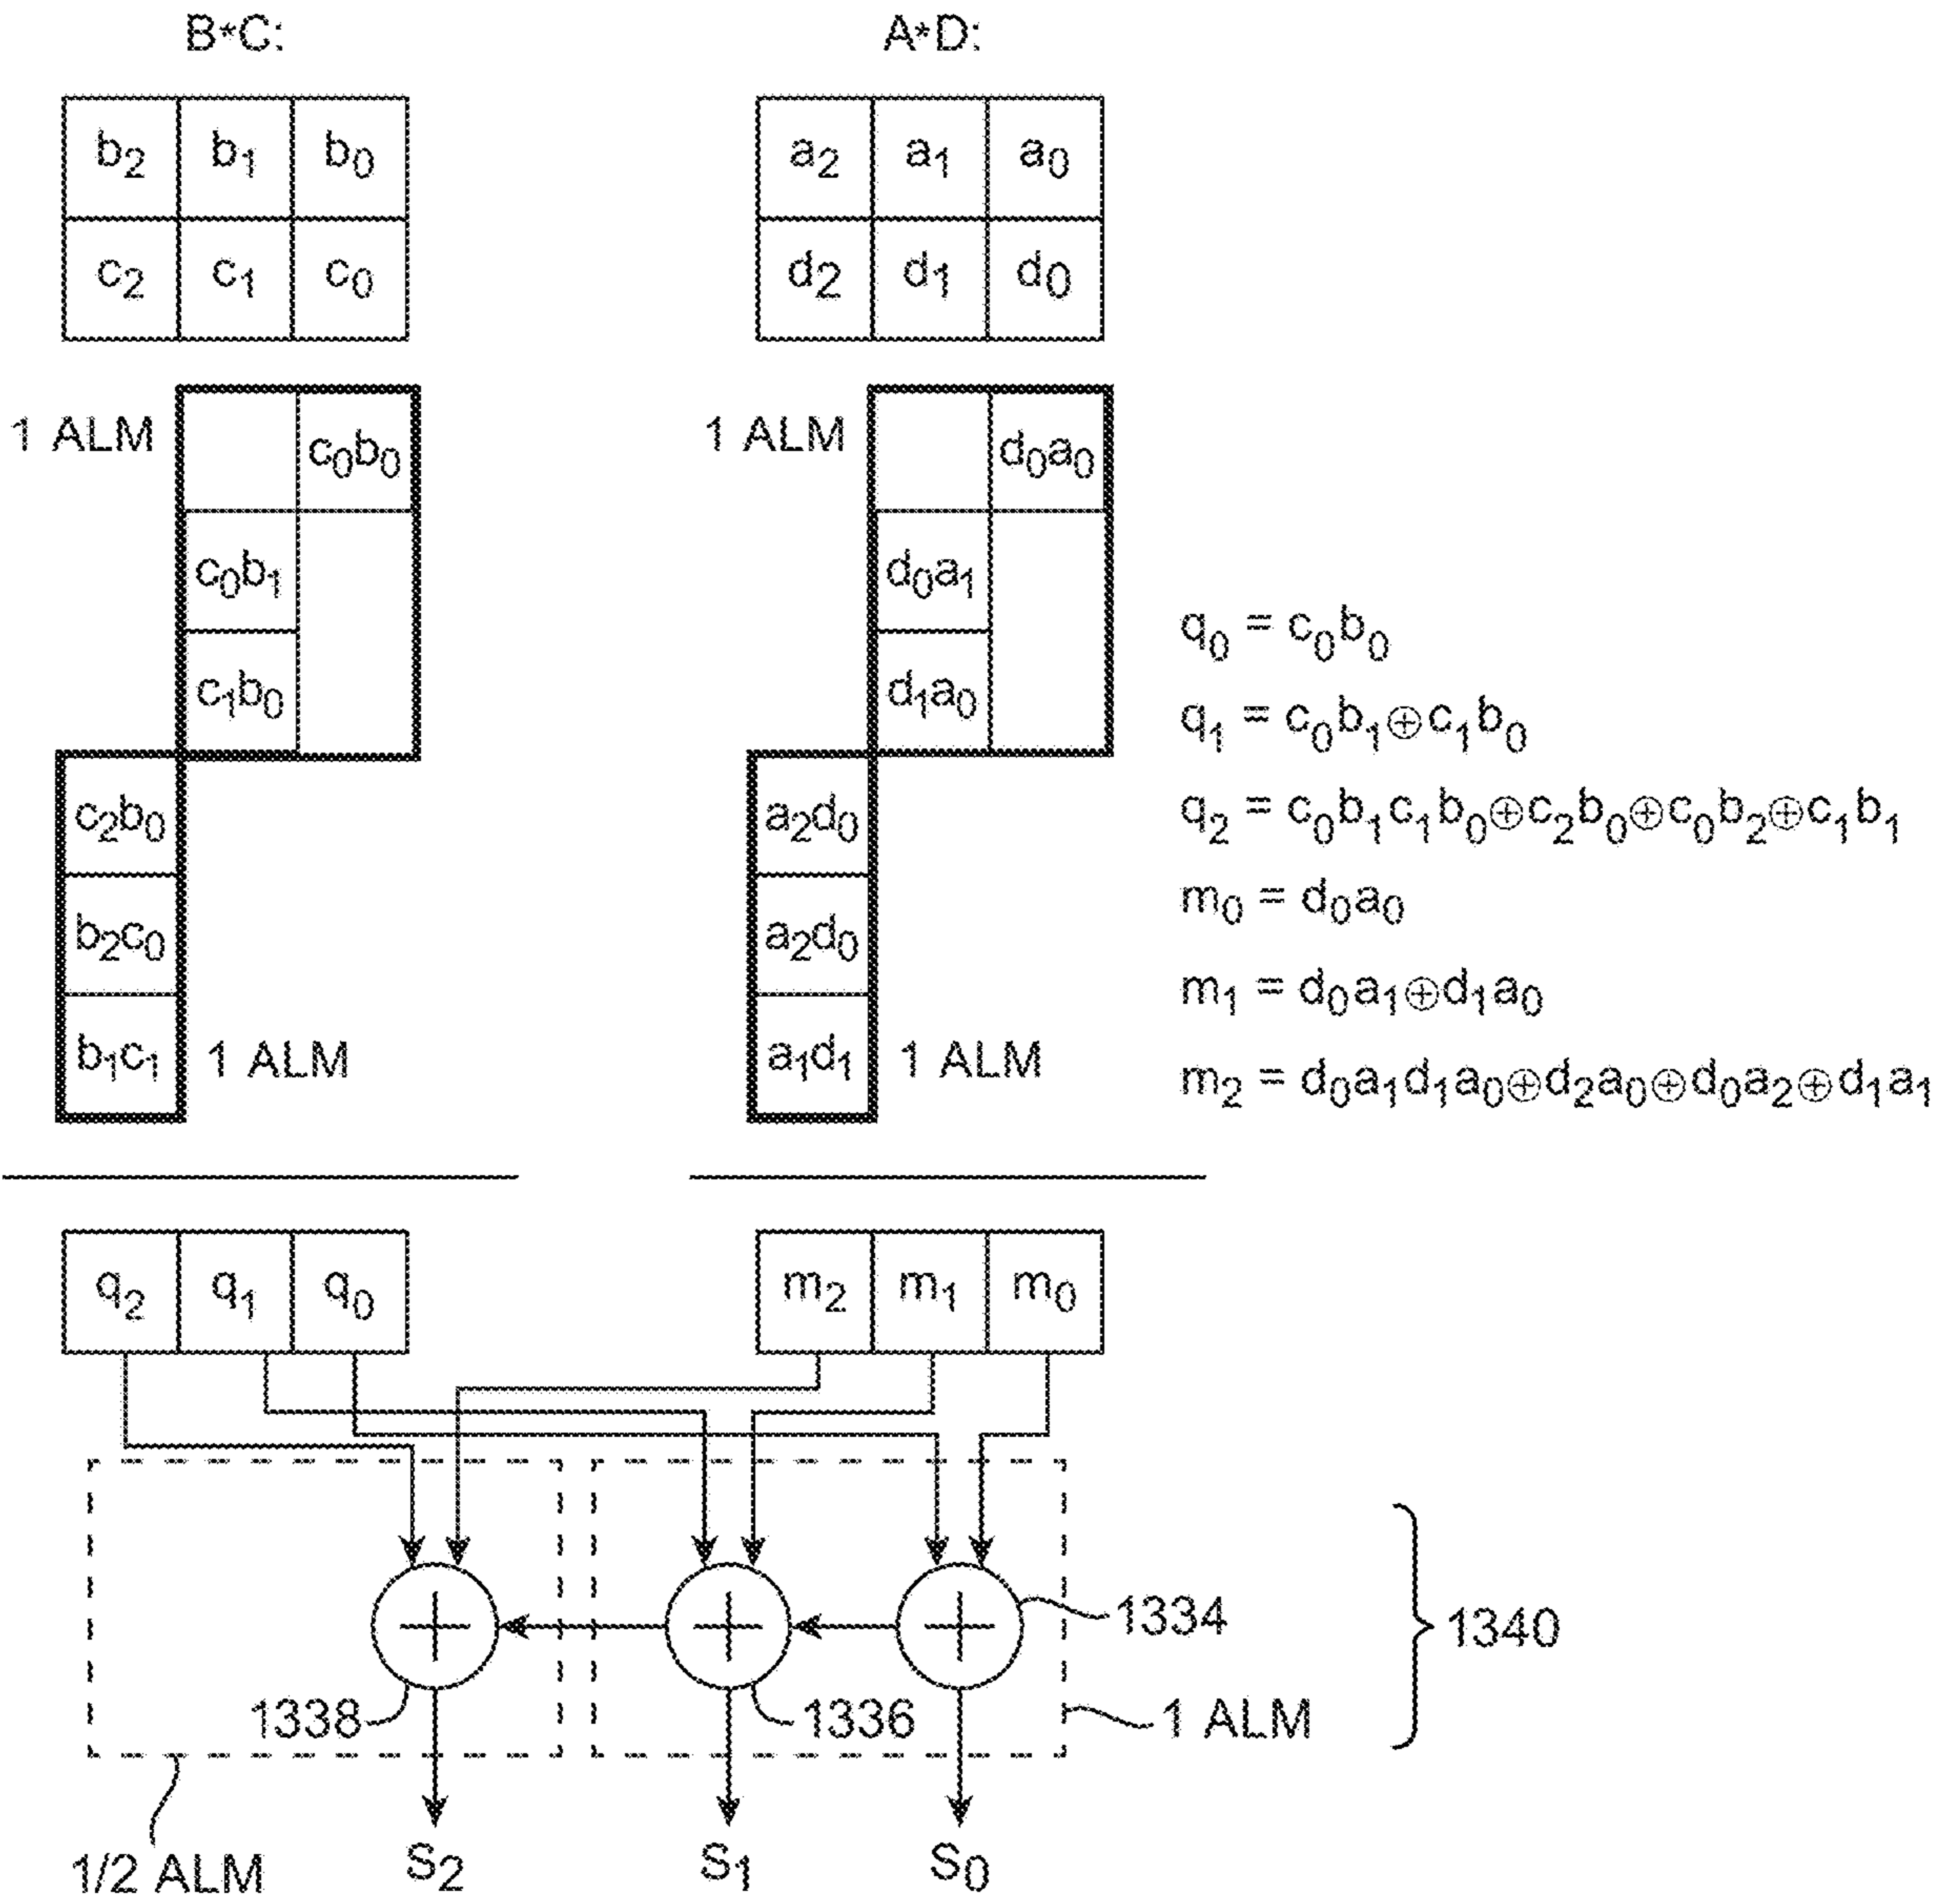 B*C: A*D:
b2 b1 b0 a2 a1 a0
c2 c1 c0 d2 d1 d0
1 ALM c0b0 1 ALM d0a0
c0b1 d0a1
q0 = c0b0
c1b0 d1a0
q1 = c0b1⊕c1b0
c2b0 a2d0
q2 = c0b1c1b0⊕c2b0⊕c0b2⊕c1b1
b2c0 a2d0
m0 = d0a0
m1 = d0a1⊕d1a0
b1c1 1 ALM a1d1 1 ALM
m2 = d0a1d1a0⊕d2a0⊕d0a2⊕d1a1
q2 q1 q0 m2 m1 m0
1334
1340
1338 1336 1 ALM
1/2 ALM S2 S1 S0